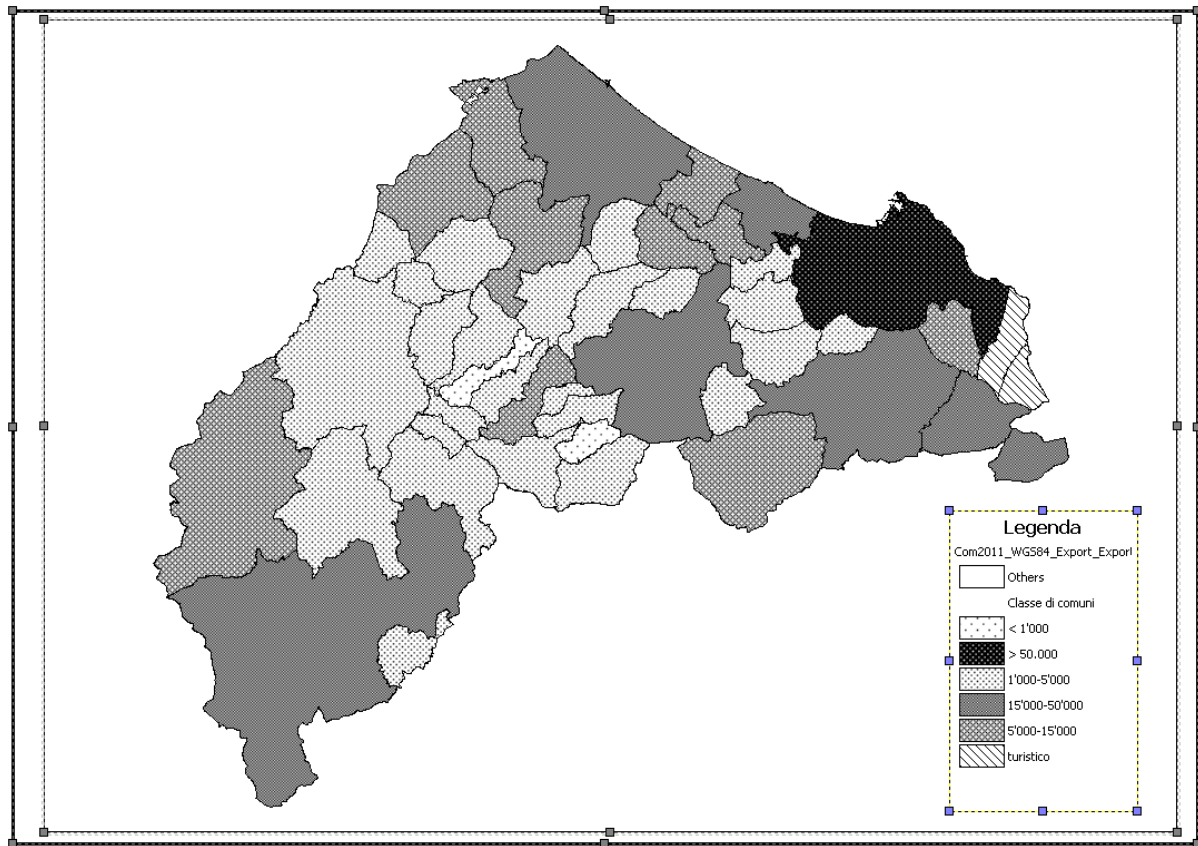 Legenda
Com2011_WGS84_Export_Export
Others
Classe di comuni
< 1'000
> 50.000
1'000-5'000
15'000-50'000
5'000-15'000
turistico